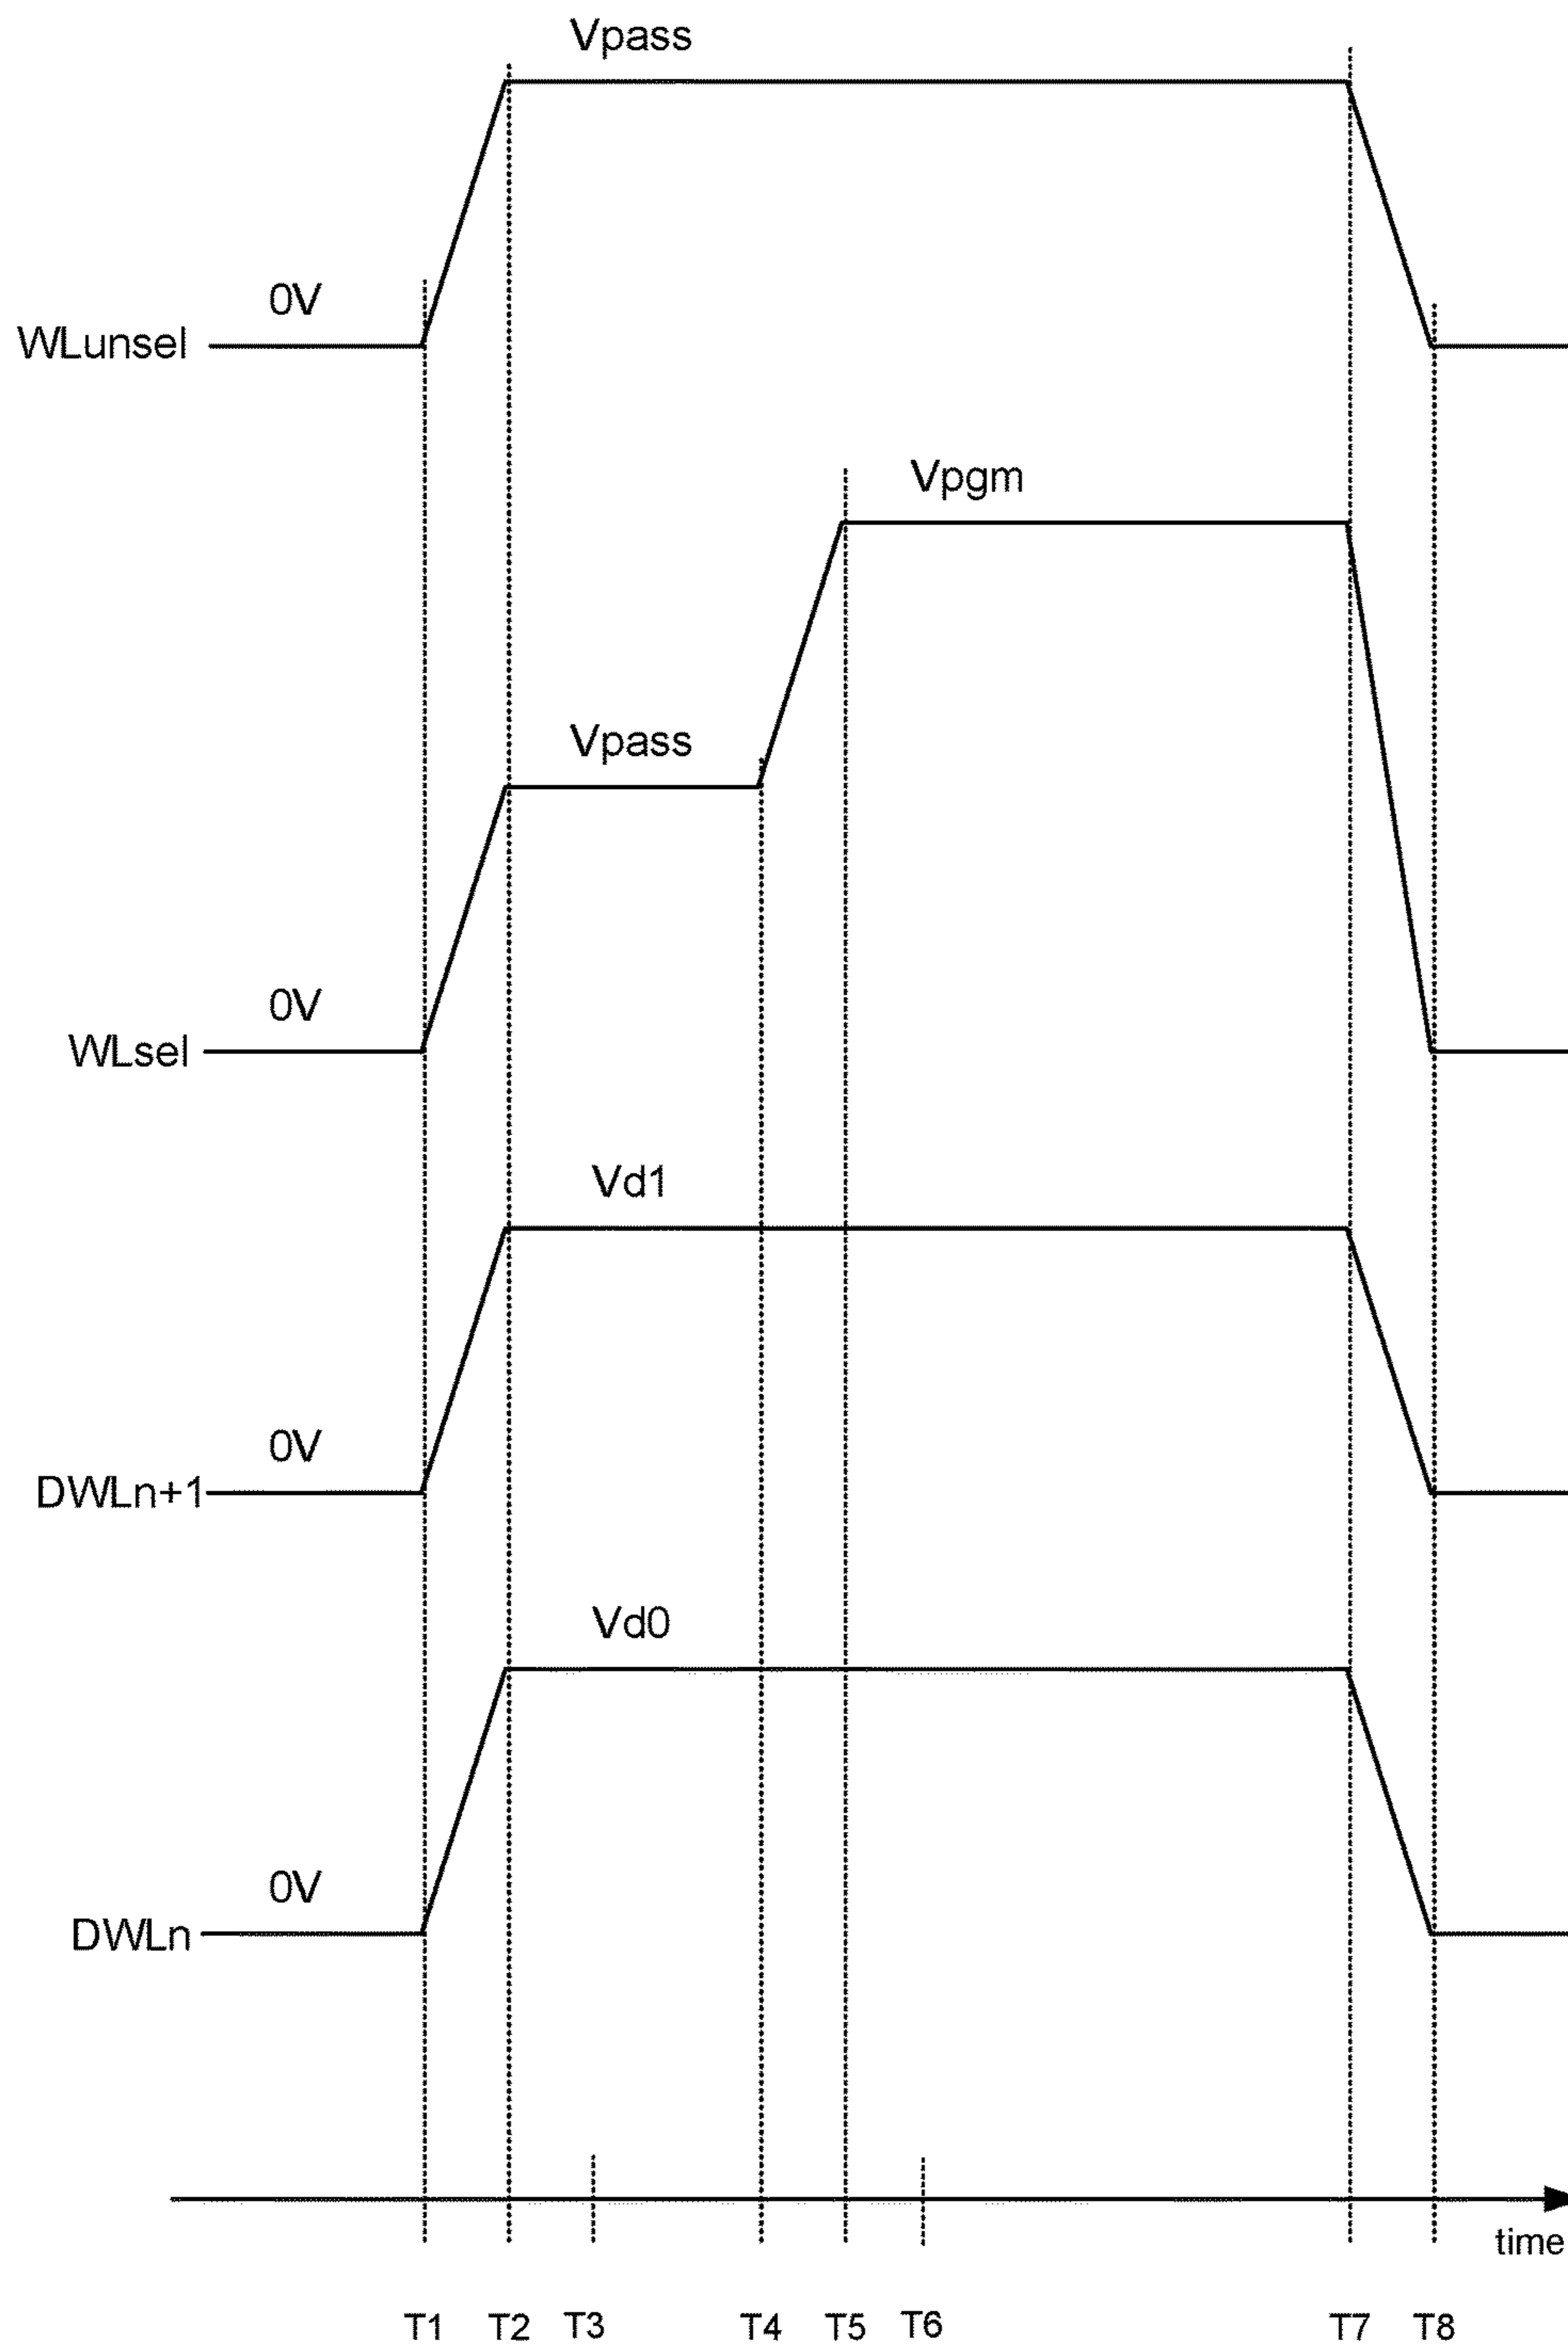 Vpass
0V
WLunsel
Vpgm
Vpass
0V
WLsel
Vd1
0V
DWLn+1
Vd0
0V
DWLn
time
T1 T2 T3 T4 T5 T6 T7 T8